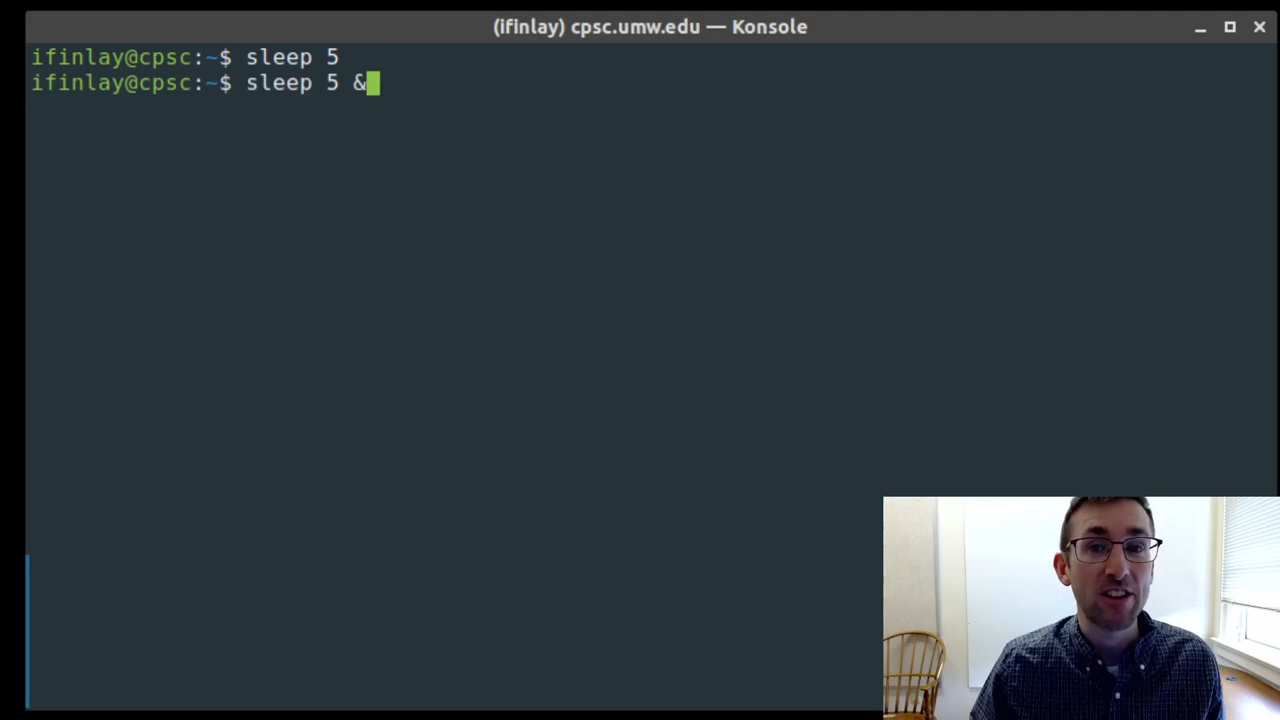 (ifinlay) cpsc.umw.edu — Konsole
ifinlay@cpsc:~$ sleep 5
ifinlay@cpsc:~$ sleep 5 &